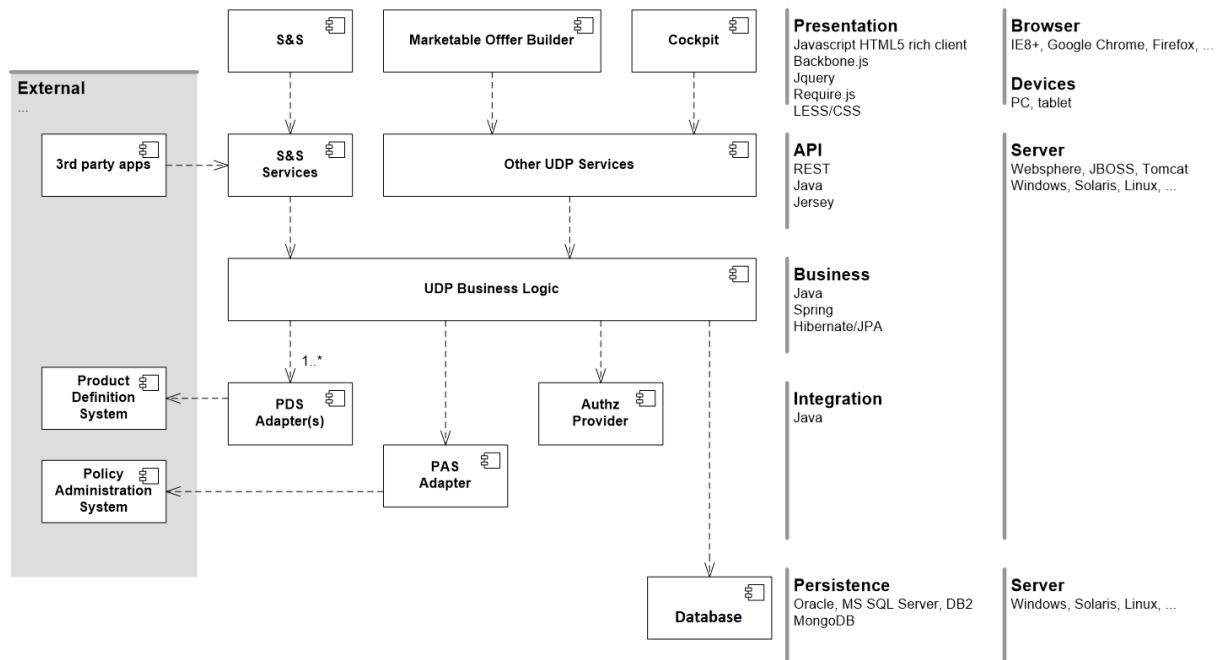 S&S
Marketable Offfer Builder
Cockpit
Presentation
Javascript HTML5 rich client
Backbone.js
Jquery
Require.js
LESS/CSS
Browser
IE8+, Google Chrome, Firefox, ...
Devices
PC, tablet
External
...
3rd party apps
S&S
Services
Other UDP Services
API
REST
Java
Jersey
Server
Websphere, JBOSS, Tomcat
Windows, Solaris, Linux, ...
UDP Business Logic
Business
Java
Spring
Hibernate/JPA
1..*
Product
Definition
System
PDS
Adapter(s)
Authz
Provider
Integration
Java
Policy
Administration
System
PAS
Adapter
Database
Persistence
Oracle, MS SQL Server, DB2
MongoDB
Server
Windows, Solaris, Linux, ...